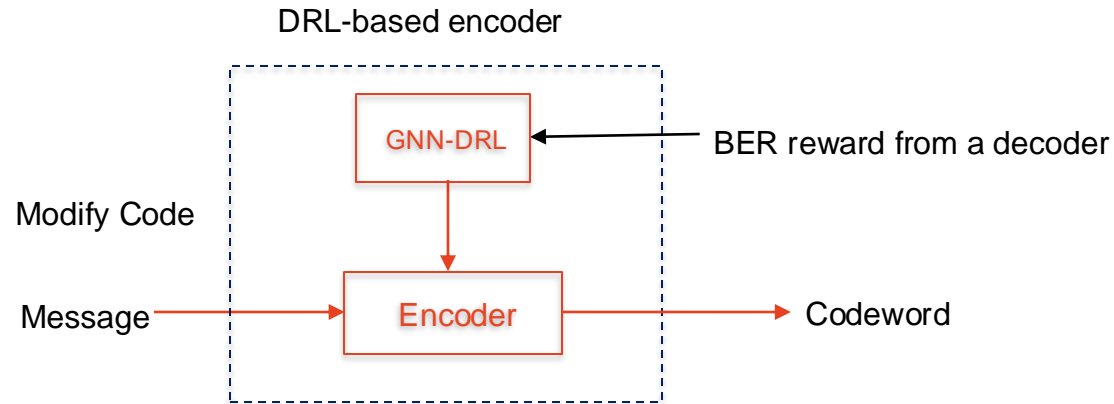 DRL-based encoder
GNN-DRL
BER reward from a decoder
Modify Code
Message
Encoder
Codeword